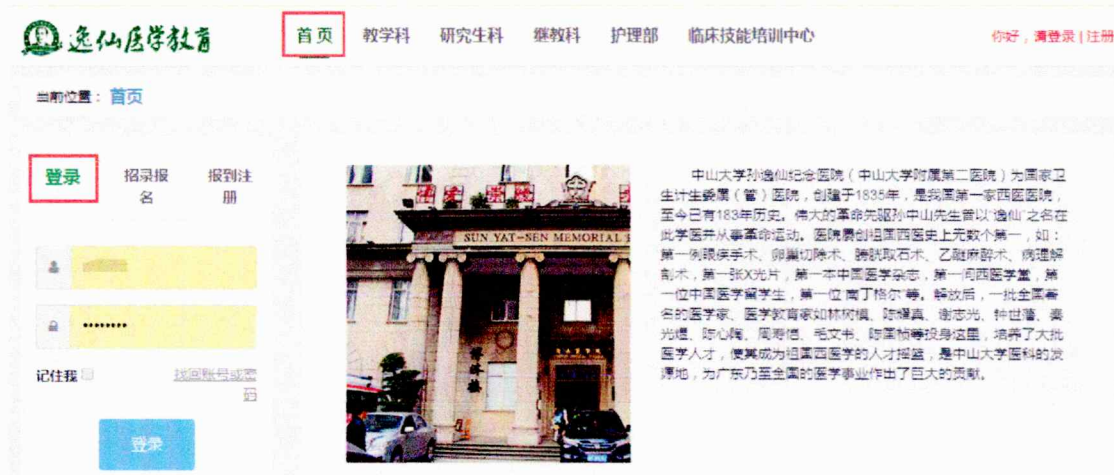 逸仙医学教育
首页 教学科 研究生科 继教科 护理部 临床技能培训中心
你好，请登录 | 注册
当前位置： 首页
登录 招录报名 报到注册
••••••••
记住我
找回账号或密码
登录
SUN YAT-SEN MEMORIAL
博济楼
中山大学孙逸仙纪念医院（中山大学附属第二医院）为国家卫
生计生委属（管）医院，创建于1835年，是我国第一家西医医院，
至今已有183年历史。伟大的革命先驱孙中山先生曾以“逸仙”之名在
此学医并从事革命运动。医院屡创祖国西医史上无数个第一，如：
第一例眼疾手术、卵巢切除术、膀胱取石术、乙醚麻醉术、病理解
剖术，第一张X光片，第一本中国医学杂志，第一间西医学堂，第
一位中国医学留学生，第一位“南丁格尔”等。解放后，一批全国著
名的医学家、医学教育家如林树模、陈耀真、谢志光、钟世藩、秦
光煜、陈心陶、周寿恺、毛文书、陈国桢等投身这里，培养了大批
医学人才，使其成为祖国西医学的人才摇篮，是中山大学医科的发
源地，为广东乃至全国的医学事业作出了巨大的贡献。